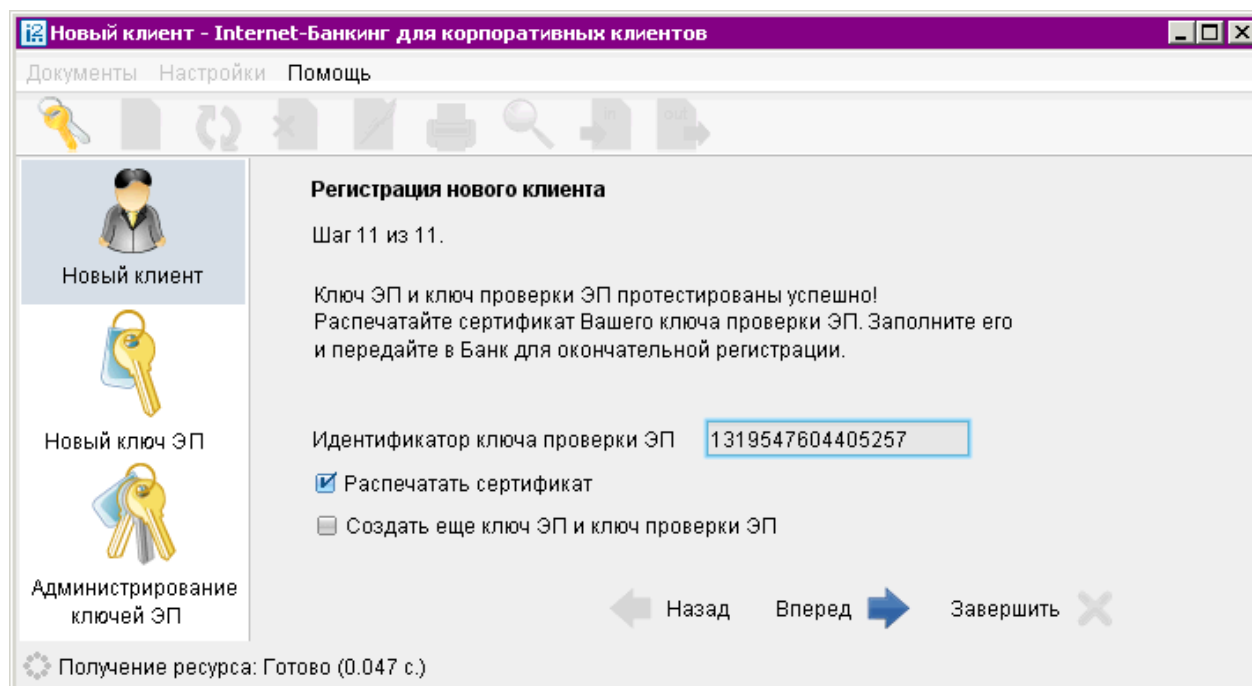 i2 Новый клиент - Internet-Банкинг для корпоративных клиентов
Документы Настройки Помощь
in out
Новый клиент
Новый ключ ЭП
Администрирование
ключей ЭП
Регистрация нового клиента
Шаг 11 из 11.
Ключ ЭП и ключ проверки ЭП протестированы успешно!
Распечатайте сертификат Вашего ключа проверки ЭП. Заполните его
и передайте в Банк для окончательной регистрации.
Идентификатор ключа проверки ЭП 1319547604405257
Распечатать сертификат
Создать еще ключ ЭП и ключ проверки ЭП
Назад Вперед Завершить
Получение ресурса: Готово (0.047 с.)